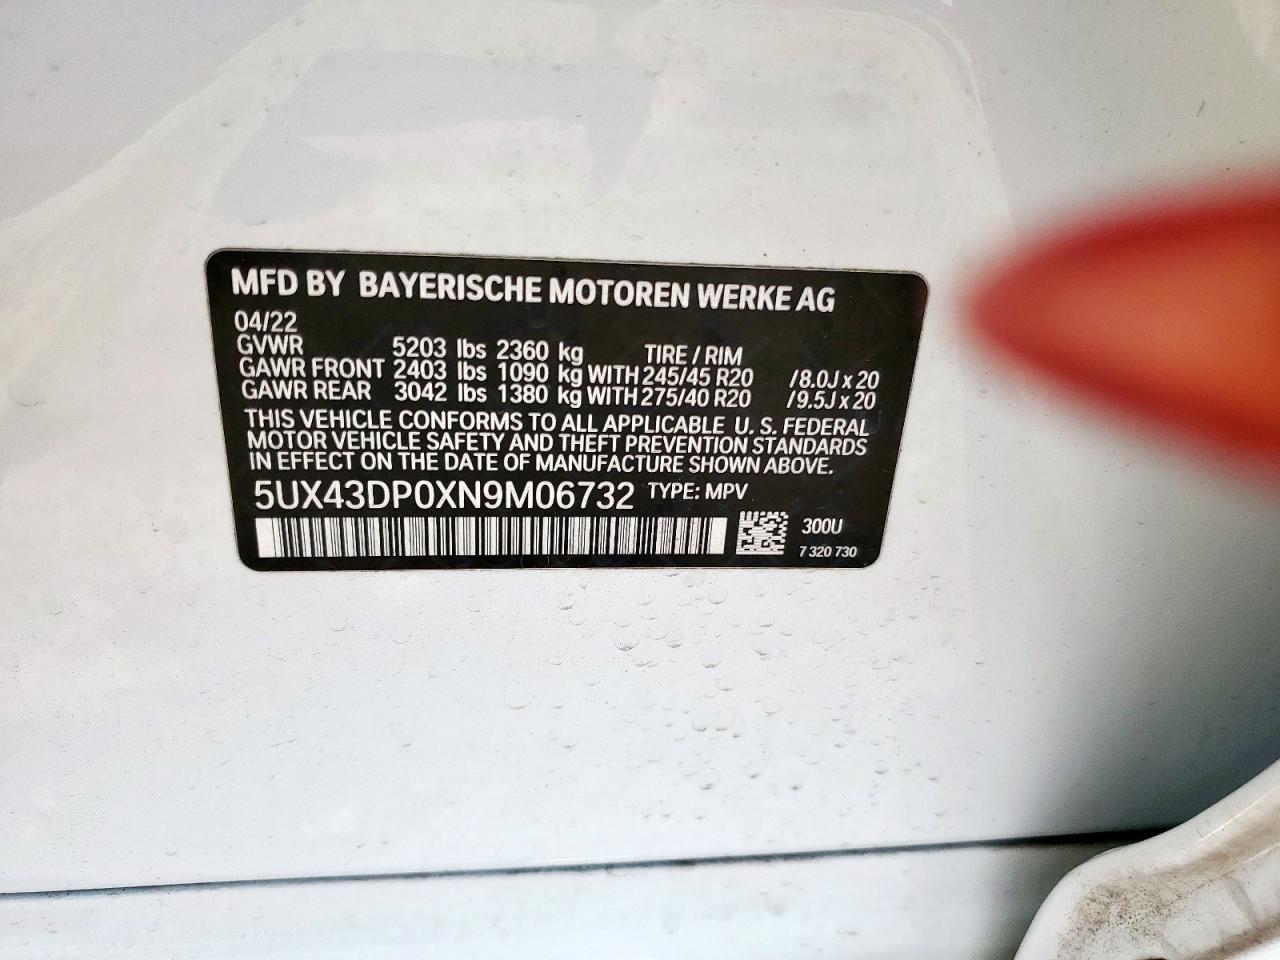 MFD BY BAYERISCHE MOTOREN WERKE AG
04/22
GVWR 5203 lbs 2360 kg TIRE / RIM
GAWR FRONT 2403 lbs 1090 kg WITH 245/45 R20 /8.0J x 20
GAWR REAR 3042 lbs 1380 kg WITH 275/40 R20 /9.5J x 20
THIS VEHICLE CONFORMS TO ALL APPLICABLE U. S. FEDERAL
MOTOR VEHICLE SAFETY AND THEFT PREVENTION STANDARDS
IN EFFECT ON THE DATE OF MANUFACTURE SHOWN ABOVE.
5UX43DP0XN9M06732 TYPE: MPV
300U
7 320 730